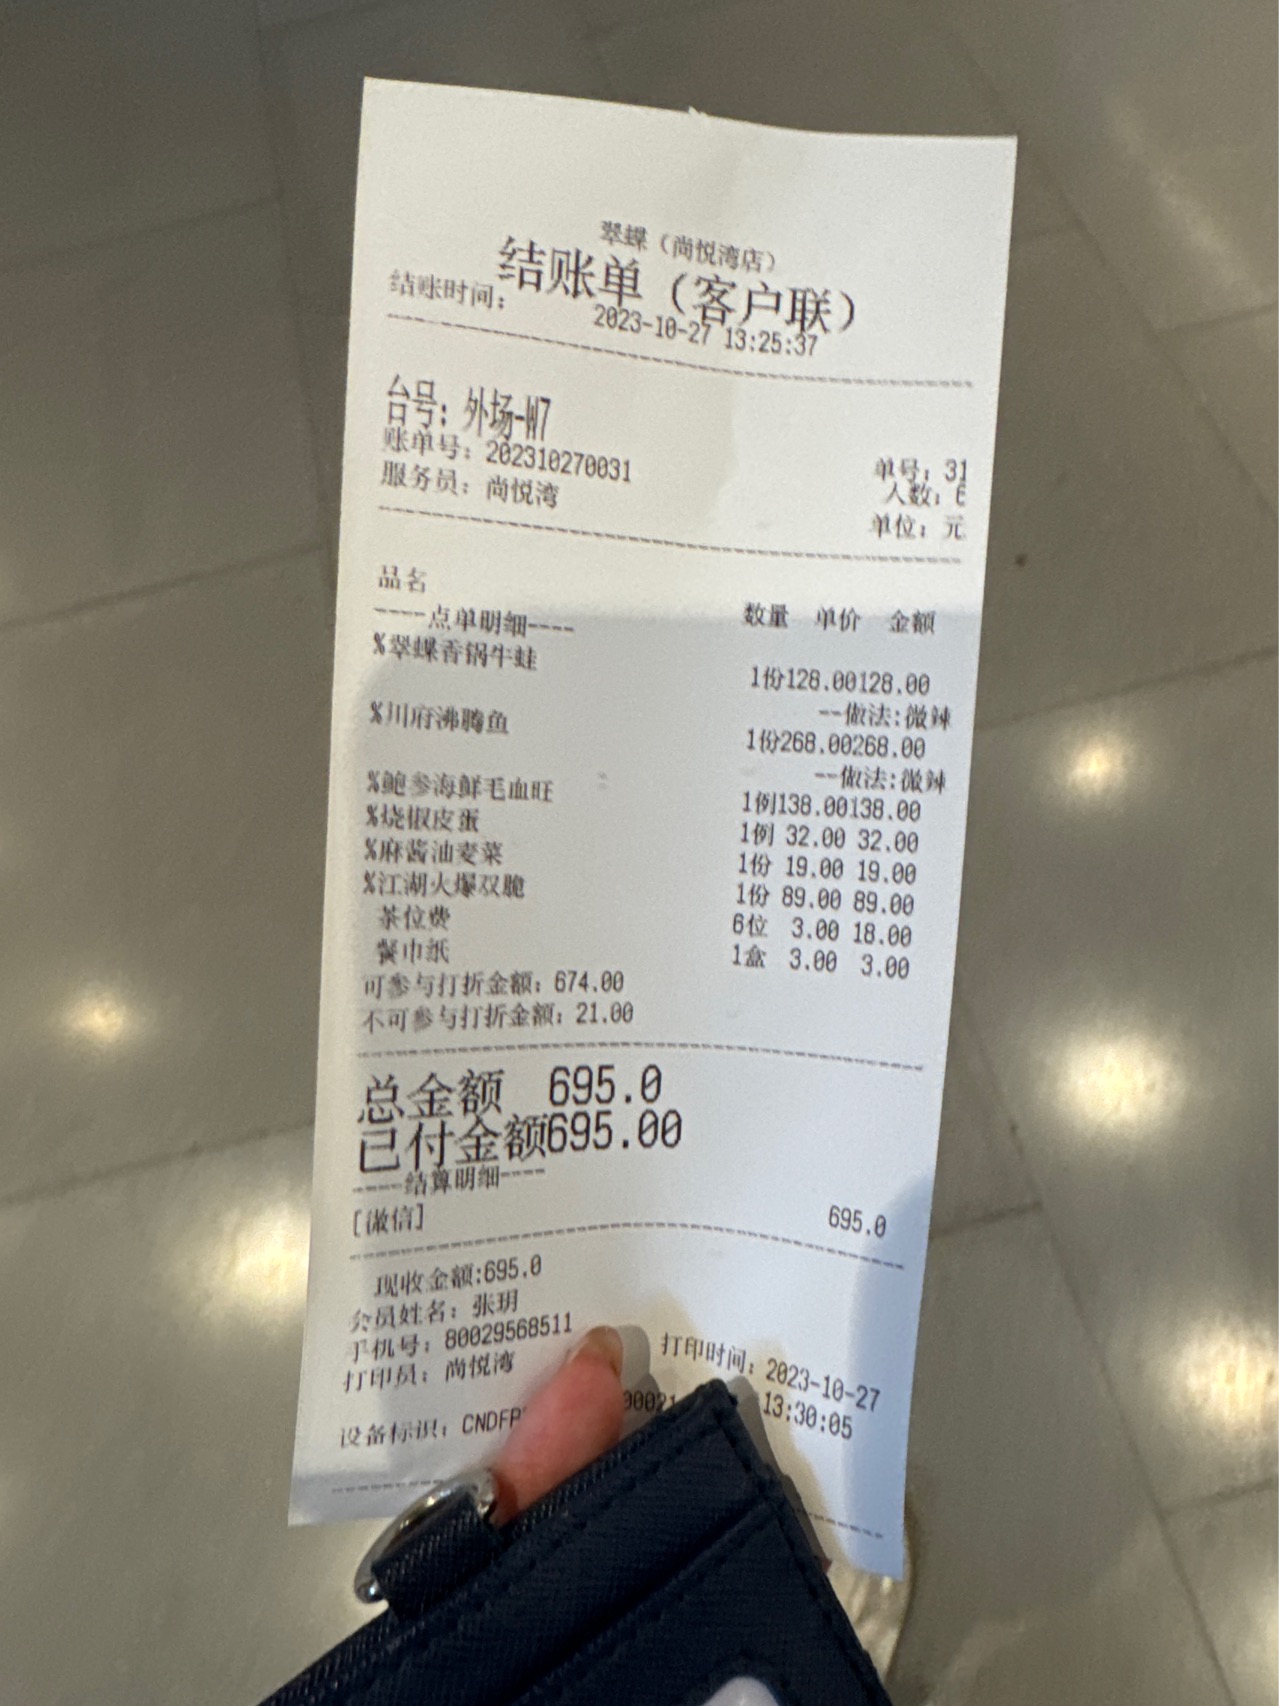 翠蝶（尚悦湾店）
结账单（客户联）
结账时间：
2023-10-27 13:25:37
台号：外场-W7
账单号：202310270031 单号：31
服务员：尚悦湾 人数：6
单位：元
品名 数量 单价 金额
----点单明细----
%翠蝶香锅牛蛙 1份128.00128.00
--做法:微辣
%川府沸腾鱼 1份268.00268.00
--做法:微辣
%鲍参海鲜毛血旺 1例138.00138.00
%烧椒皮蛋 1例 32.00 32.00
%麻酱油麦菜 1份 19.00 19.00
%江湖火爆双脆 1份 89.00 89.00
茶位费 6位 3.00 18.00
餐巾纸 1盒 3.00 3.00
可参与打折金额：674.00
不可参与打折金额：21.00
总金额 695.0
已付金额695.00
----结算明细----
[微信] 695.0
现收金额:695.0
会员姓名：张玥
手机号：80029568511
打印员：尚悦湾 打印时间：2023-10-27
13:30:05
设备标识：CNDFP 00021